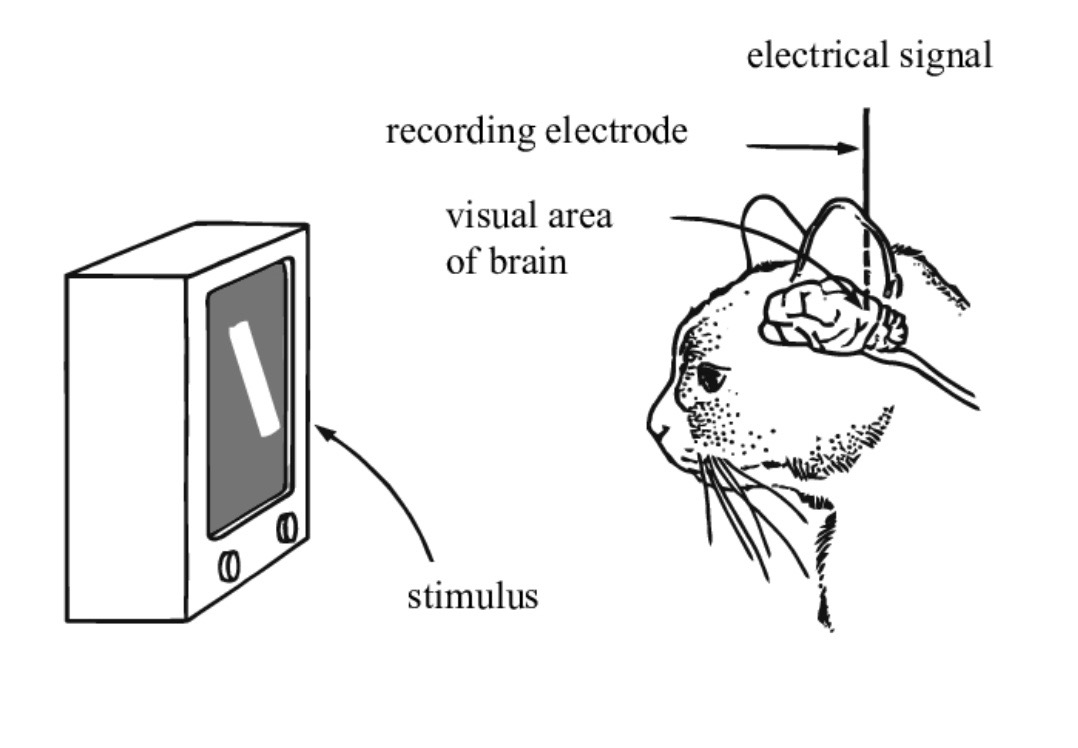 electrical signal
recording electrode
visual area
of brain
stimulus